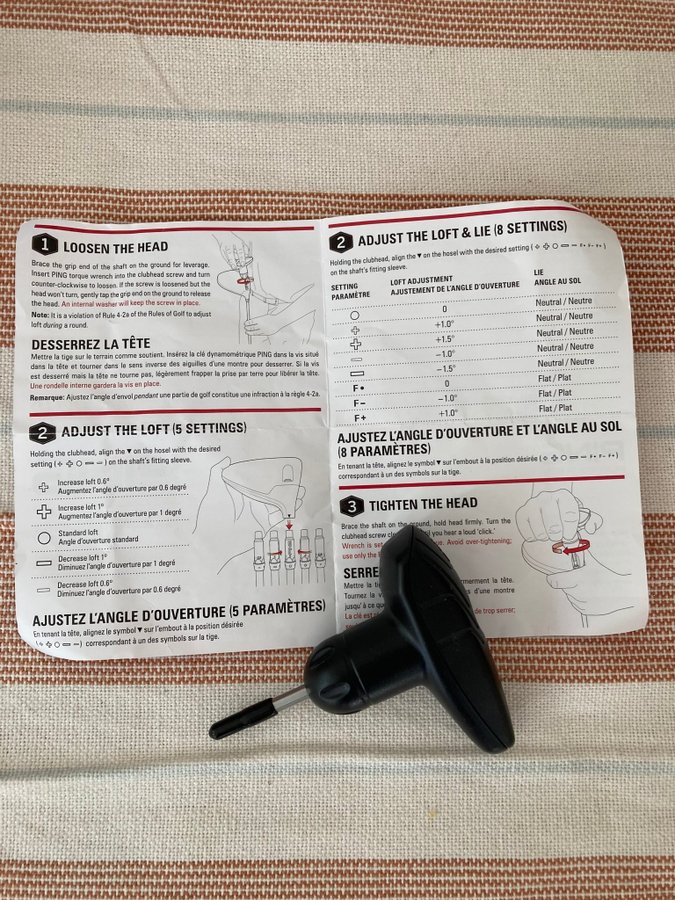 1 LOOSEN THE HEAD
Brace the grip end of the shaft on the ground for leverage.
Insert PING torque wrench into the clubhead screw and turn
counter-clockwise to loosen. If the screw is loosened but the
head won't turn, gently tap the grip end on the ground to release
the head. An internal washer will keep the screw in place.
Note: It is a violation of Rule 4-2a of the Rules of Golf to adjust
loft during a round.
DESSERREZ LA TÊTE
Mettre la tige sur le terrain comme soutient. Insérez la clé dynamométrique PING dans la vis situé
dans la tête et tourner dans le sens inverse des aiguilles d'une montre pour desserrer. Si la vis
est desserré mais la tête ne tourne pas, légèrement frapper la prise par terre pour libérer la tête.
Une rondelle interne gardera la vis en place.
Remarque: Ajustez l'angle d'envol pendant une partie de golf constitue une infraction à la règle 4-2a.
2 ADJUST THE LOFT (5 SETTINGS)
Holding the clubhead, align the ▼ on the hosel with the desired
setting ( ) on the shaft's fitting sleeve.
Increase loft 0.6°
Augmentez l'angle d'ouverture par 0.6 degré
Increase loft 1°
Augmentez l'angle d'ouverture par 1 degré
Standard loft
Angle d'ouverture standard
Decrease loft 1°
Diminuez l'angle d'ouverture par 1 degré
Decrease loft 0.6°
Diminuez l'angle d'ouverture par 0.6 degré
AJUSTEZ L'ANGLE D'OUVERTURE (5 PARAMÈTRES)
En tenant la tête, alignez le symbol ▼ sur l'embout à la position désirée
( ) correspondant à un des symbols sur la tige.
2 ADJUST THE LOFT & LIE (8 SETTINGS)
Holding the clubhead, align the ▼ on the hosel with the desired setting ( F• F– F+ )
on the shaft's fitting sleeve.
SETTING LOFT ADJUSTMENT LIE
PARAMÈTRE AJUSTEMENT DE L'ANGLE D'OUVERTURE ANGLE AU SOL
0 Neutral / Neutre
+1.0° Neutral / Neutre
+1.5° Neutral / Neutre
–1.0° Neutral / Neutre
–1.5° Neutral / Neutre
F• 0 Flat / Plat
F– –1.0° Flat / Plat
F+ +1.0° Flat / Plat
AJUSTEZ L'ANGLE D'OUVERTURE ET L'ANGLE AU SOL
(8 PARAMÈTRES)
En tenant la tête, alignez le symbol ▼ sur l'embout à la position désirée ( F• F– F+ )
correspondant à un des symbols sur la tige.
3 TIGHTEN THE HEAD
Brace the shaft on the ground, hold head firmly. Turn the
clubhead screw you hear a loud 'click.'
Wrench is Avoid over-tightening;
use only the
SERRE
Mettre la fermement la tête.
Tournez la d'une montre
jusqu'à ce
La clé est de trop serrer;